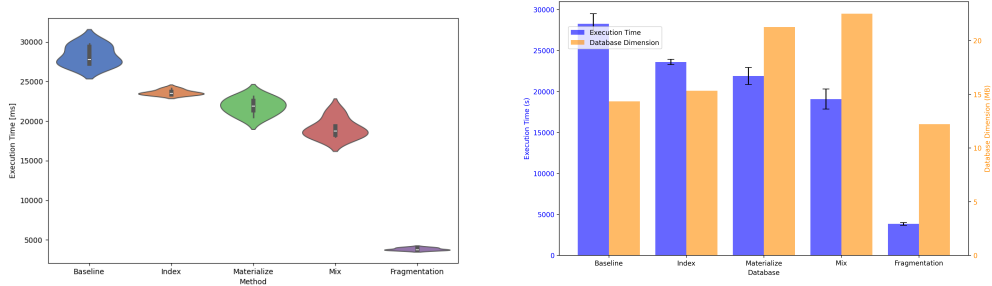 Execution Time [ms]
30000
25000
20000
15000
10000
5000
Baseline
Index
Materialize
Mix
Fragmentation
Method
Execution Time (s)
30000
25000
20000
15000
10000
5000
0
Execution Time
Database Dimension
Baseline
Index
Materialize
Mix
Fragmentation
Database
20
15
10
5
0
Database Dimension (MB)